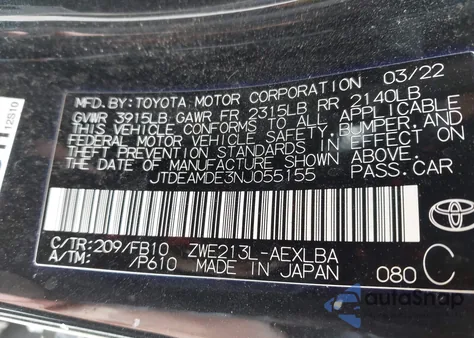 MFD.BY:TOYOTA MOTOR CORPORATION 03/22
GVWR 3915LB GAWR FR 2315LB RR 2140LB
THIS VEHICLE CONFORMS TO ALL APPLICABLE
FEDERAL MOTOR VEHICLE SAFETY, BUMPER, AND
THEFT PREVENTION STANDARDS IN EFFECT ON
THE DATE OF MANUFACTURE SHOWN ABOVE.
JTDEAMDE3NJ055155 PASS.CAR
C/TR:209/FB10 ZWE213L-AEXLBA
A/TM: /P610 MADE IN JAPAN 080 C
TOYOTA
12S10
autoSnap